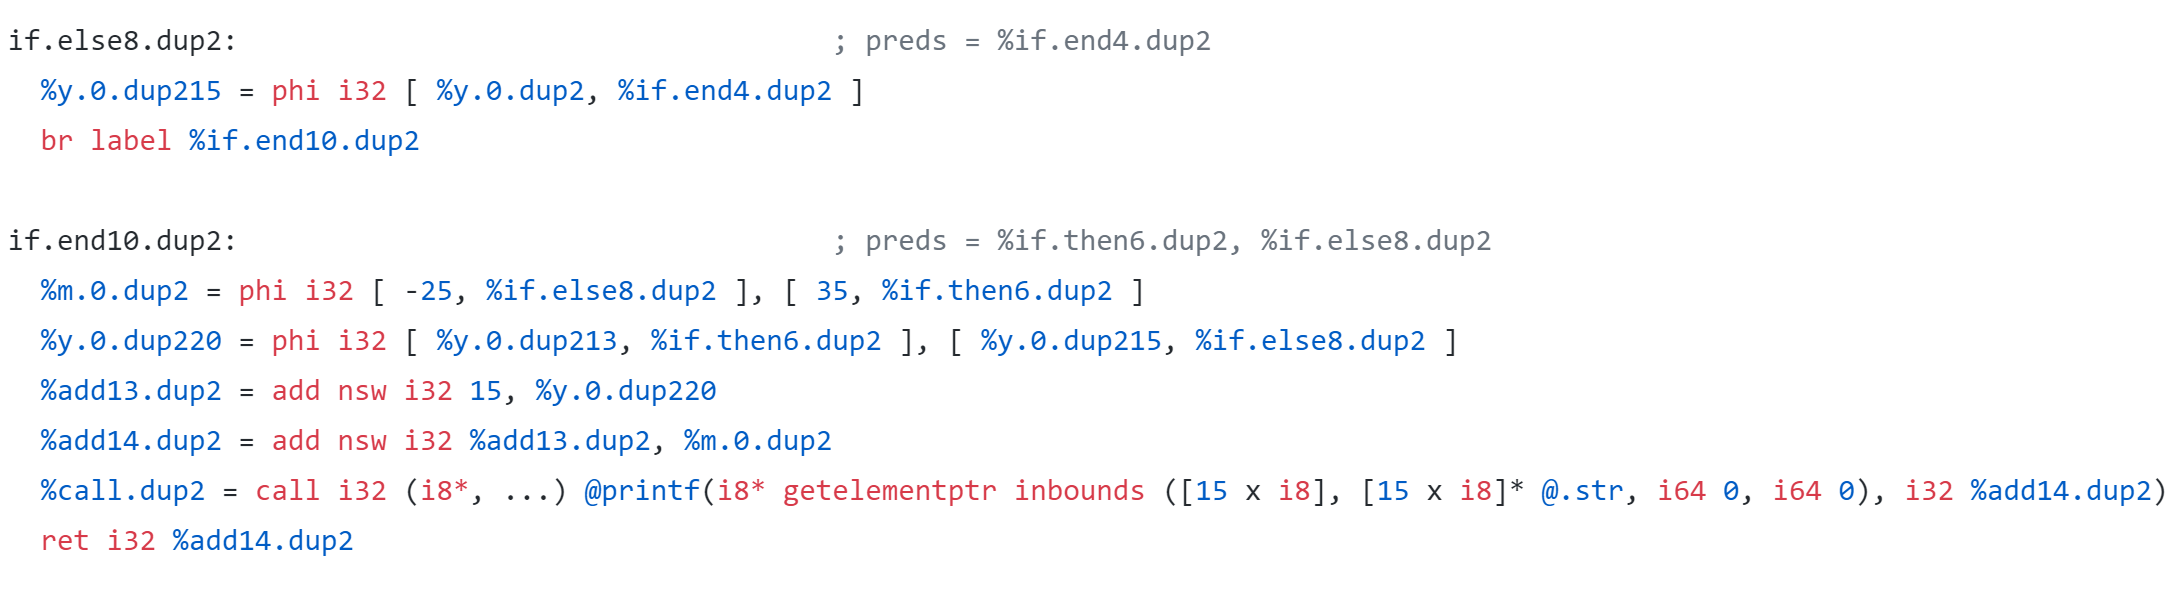 if.else8.dup2:                                    ; preds = %if.end4.dup2
  %y.0.dup215 = phi i32 [ %y.0.dup2, %if.end4.dup2 ]
  br label %if.end10.dup2

if.end10.dup2:                                    ; preds = %if.then6.dup2, %if.else8.dup2
  %m.0.dup2 = phi i32 [ -25, %if.else8.dup2 ], [ 35, %if.then6.dup2 ]
  %y.0.dup220 = phi i32 [ %y.0.dup213, %if.then6.dup2 ], [ %y.0.dup215, %if.else8.dup2 ]
  %add13.dup2 = add nsw i32 15, %y.0.dup220
  %add14.dup2 = add nsw i32 %add13.dup2, %m.0.dup2
  %call.dup2 = call i32 (i8*, ...) @printf(i8* getelementptr inbounds ([15 x i8], [15 x i8]* @.str, i64 0, i64 0), i32 %add14.dup2)
  ret i32 %add14.dup2